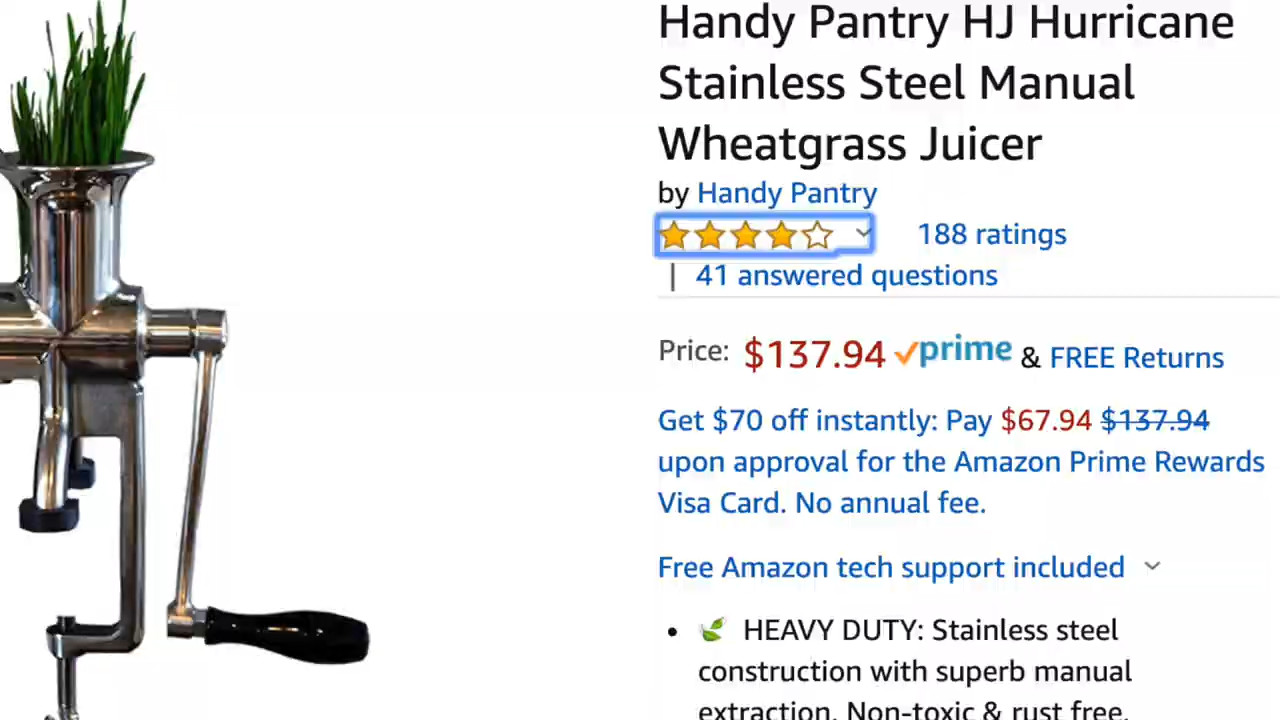 Handy Pantry HJ Hurricane
Stainless Steel Manual
Wheatgrass Juicer
by Handy Pantry
188 ratings
| 41 answered questions
Price: $137.94 prime & FREE Returns
Get $70 off instantly: Pay $67.94 $137.94
upon approval for the Amazon Prime Rewards
Visa Card. No annual fee.
Free Amazon tech support included
• HEAVY DUTY: Stainless steel
construction with superb manual
extraction. Non-toxic & rust free.